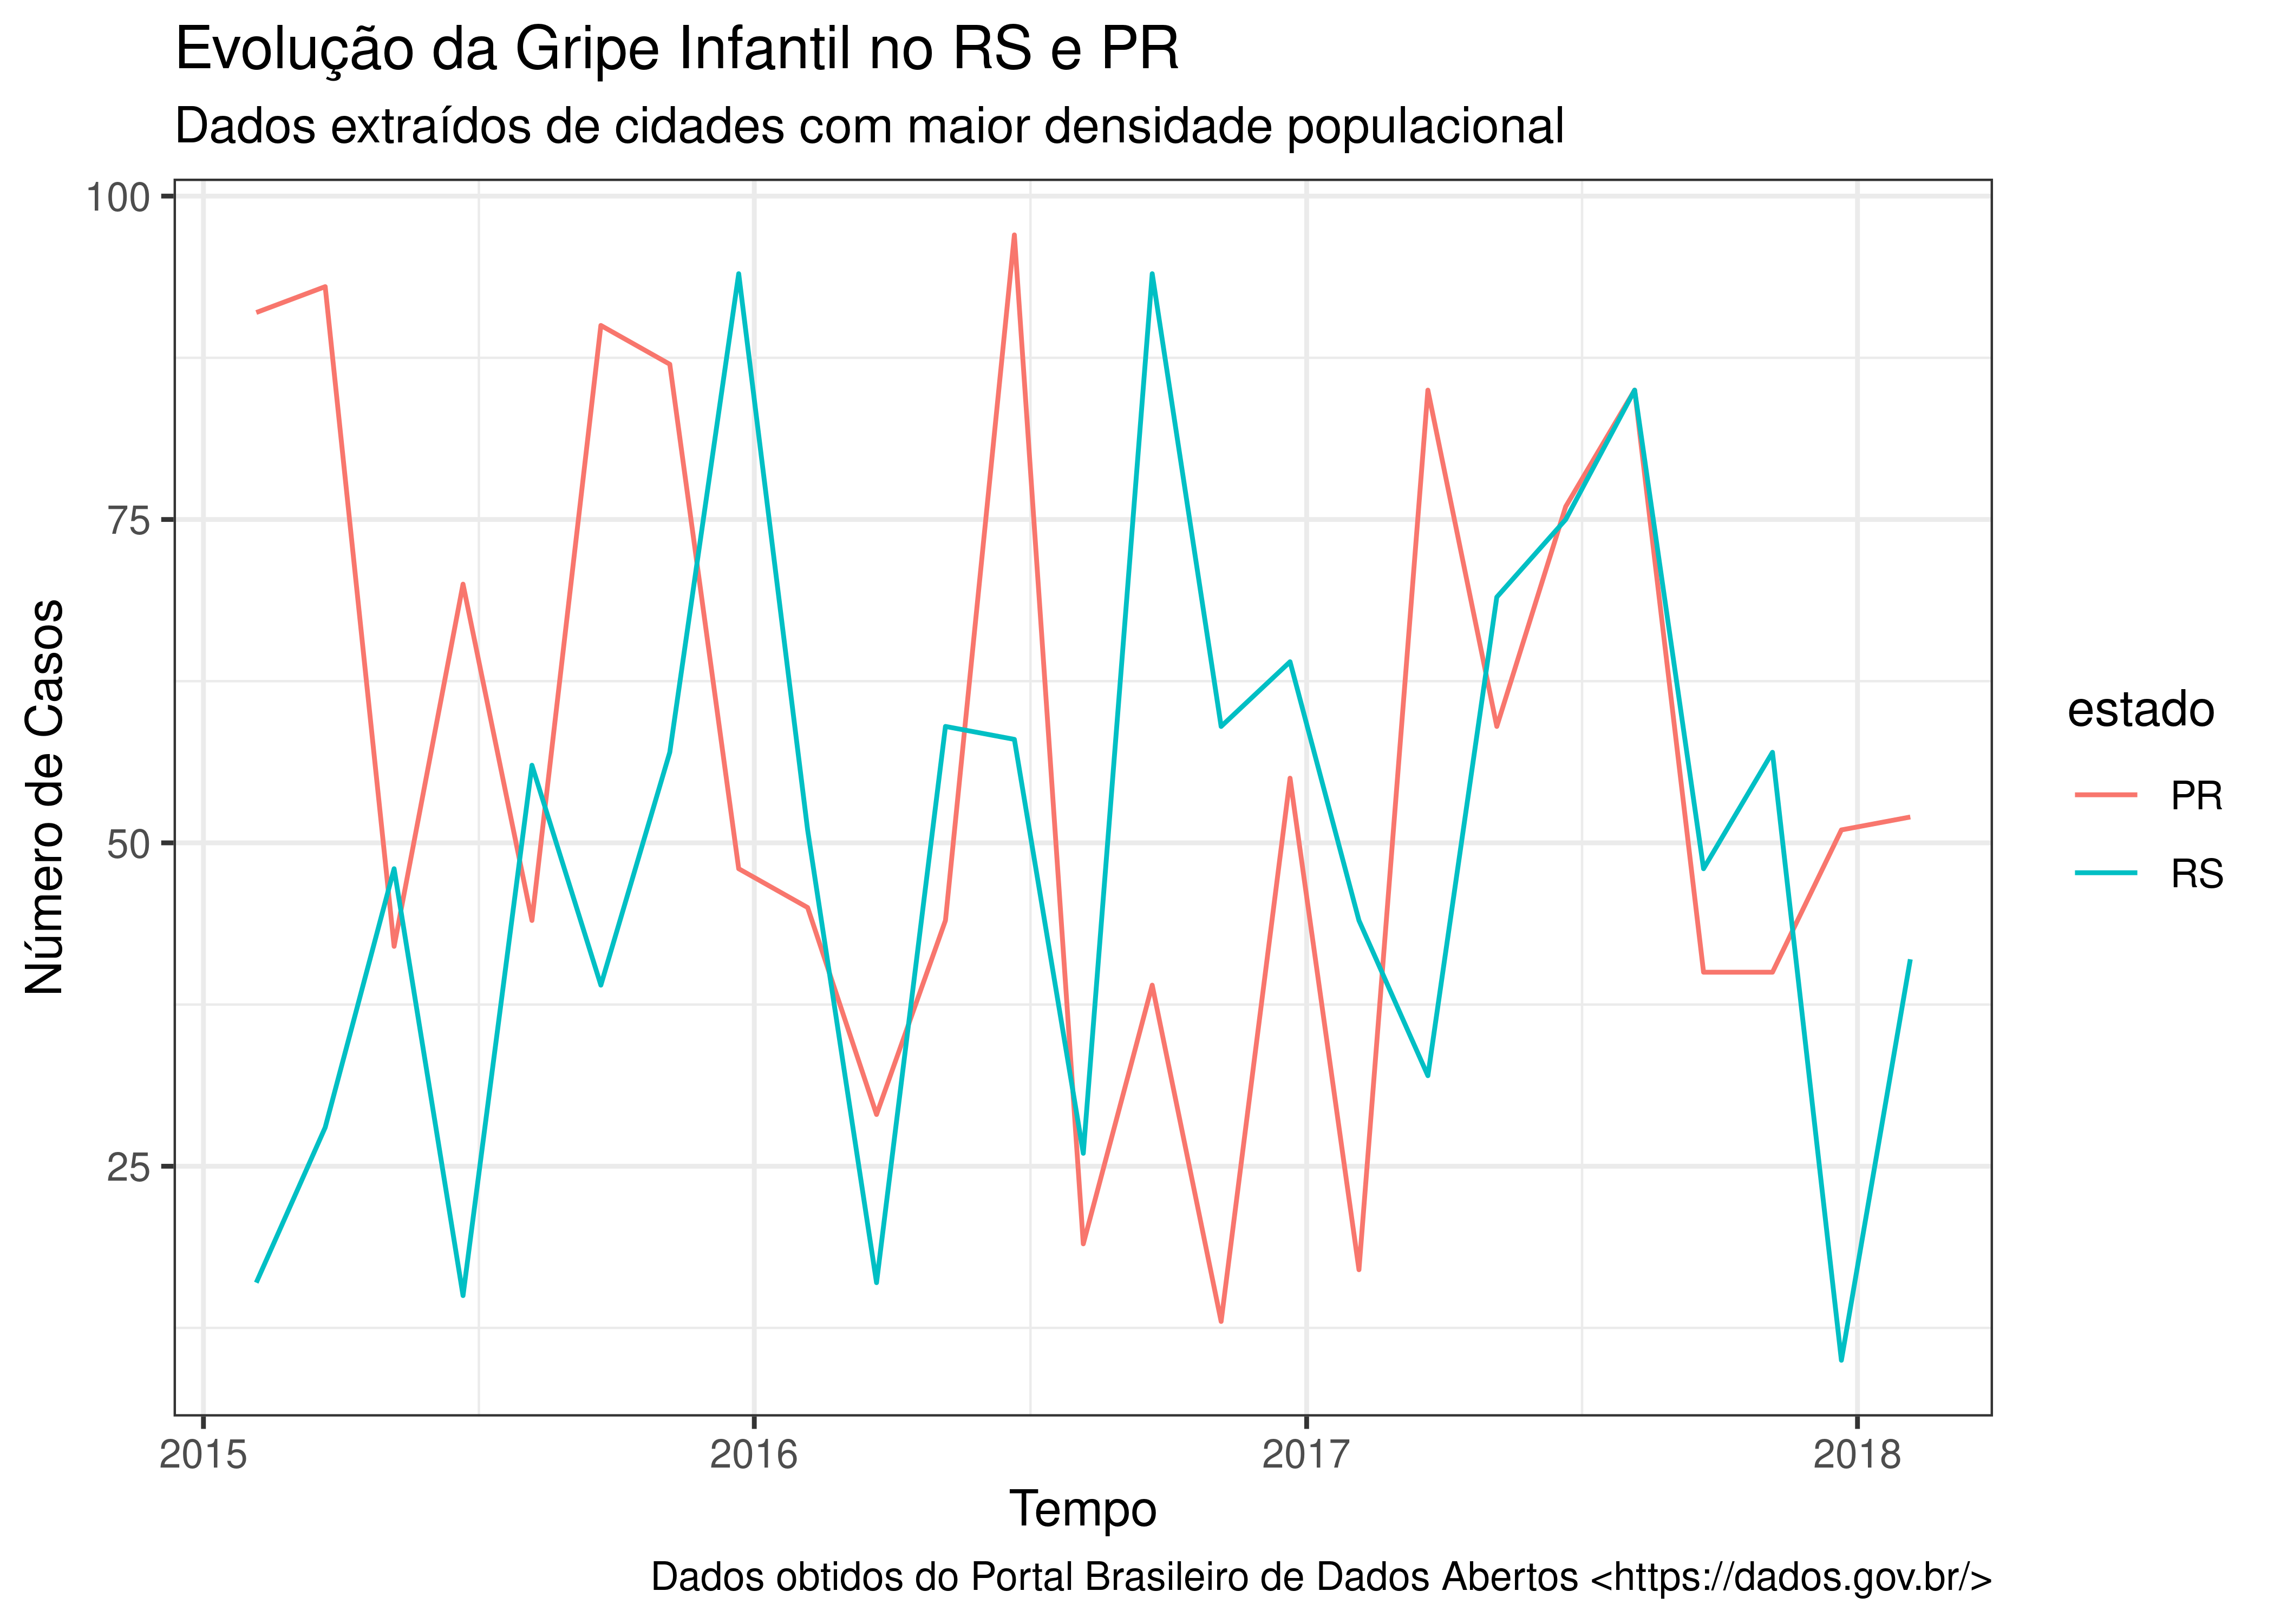 Evolução da Gripe Infantil no RS e PR
Dados extraídos de cidades com maior densidade populacional
100
75
50
25
Número de Casos
2015 2016 2017 2018
Tempo
estado
PR
RS
Dados obtidos do Portal Brasileiro de Dados Abertos <https://dados.gov.br/>